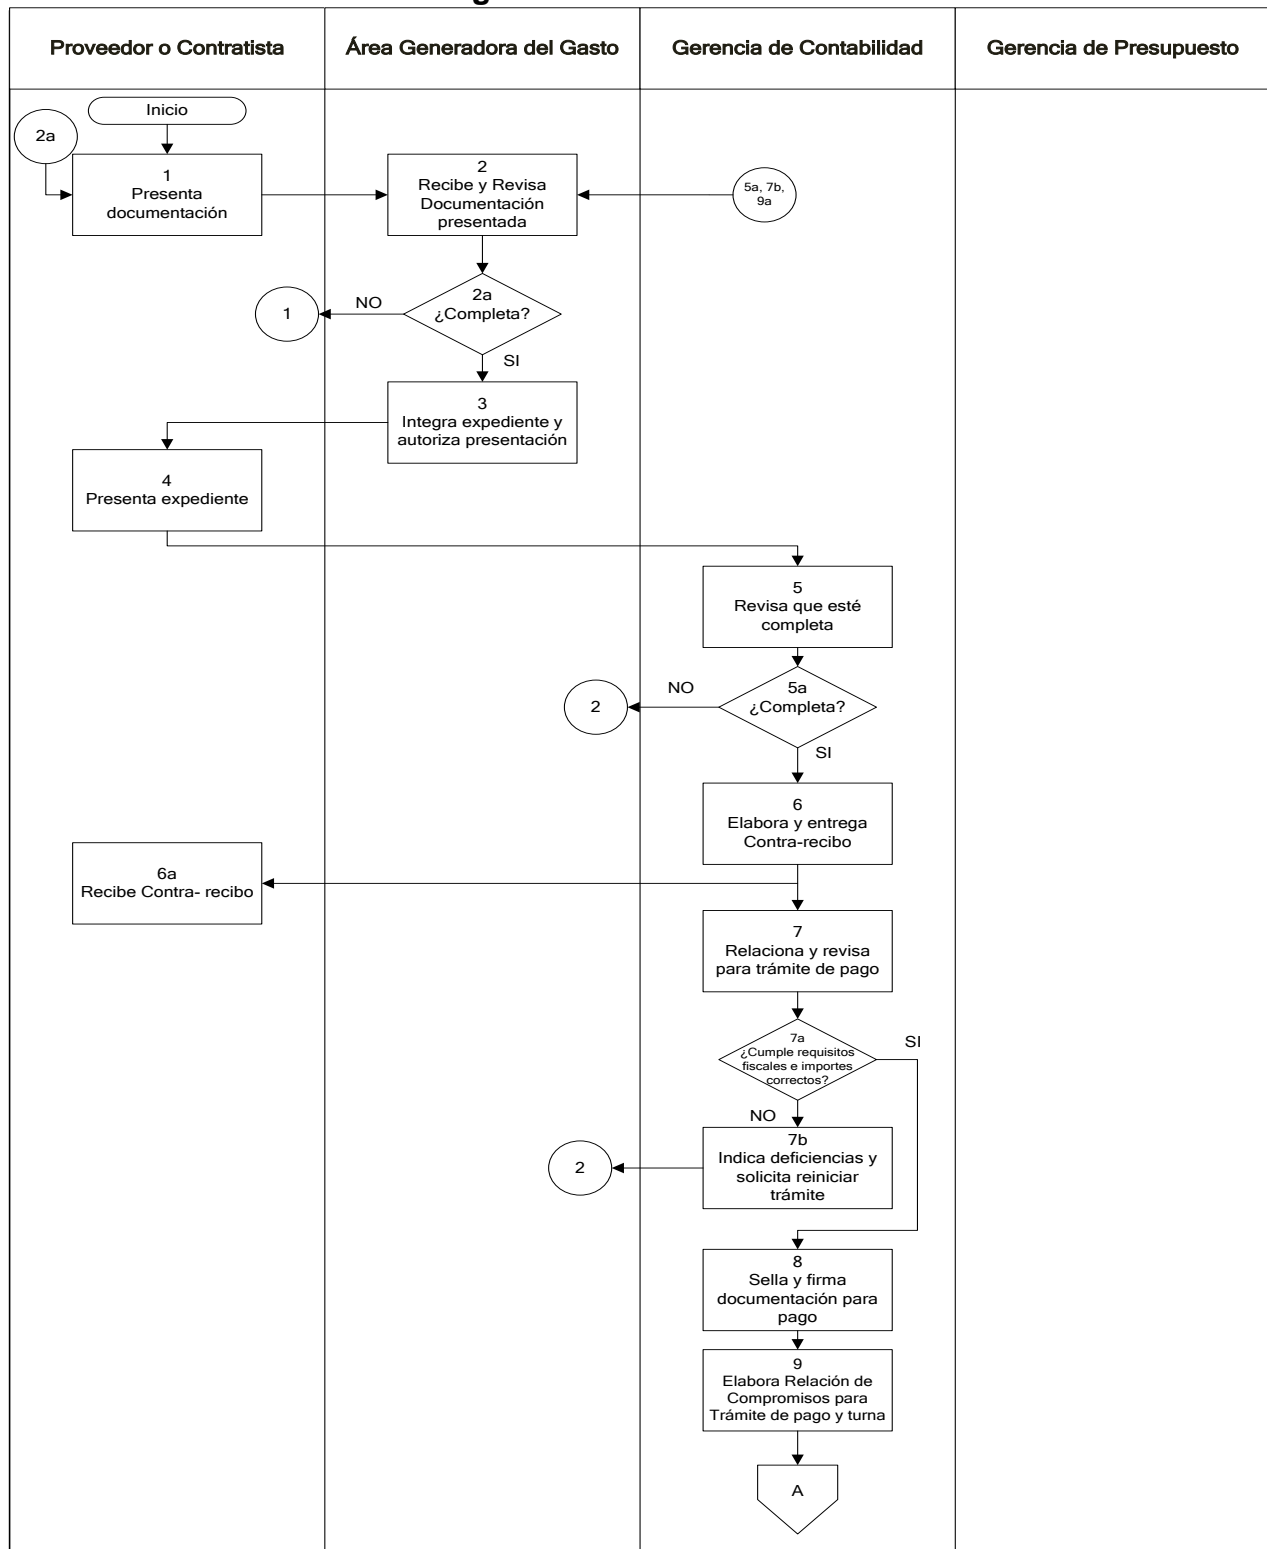 Proveedor o Contratista
Área Generadora del Gasto
Gerencia de Contabilidad
Gerencia de Presupuesto
Inicio
2a
1
Presenta
documentación
2
Recibe y Revisa
Documentación
presentada
5a, 7b,
9a
2a
¿Completa?
NO
1
SI
3
Integra expediente y
autoriza presentación
4
Presenta expediente
5
Revisa que esté
completa
5a
¿Completa?
NO
2
SI
6
Elabora y entrega
Contra-recibo
6a
Recibe Contra- recibo
7
Relaciona y revisa
para trámite de pago
7a
¿Cumple requisitos
fiscales e importes
correctos?
SI
NO
7b
Indica deficiencias y
solicita reiniciar
trámite
2
8
Sella y firma
documentación para
pago
9
Elabora Relación de
Compromisos para
Trámite de pago y turna
A